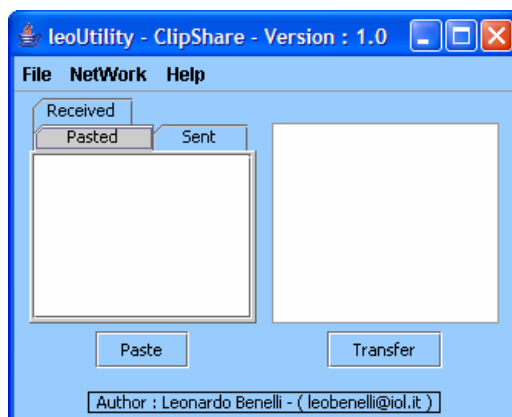 leoUtility - ClipShare - Version : 1.0
File NetWork Help
Received
Pasted Sent
Paste Transfer
Author : Leonardo Benelli - ( leobenelli@iol.it )